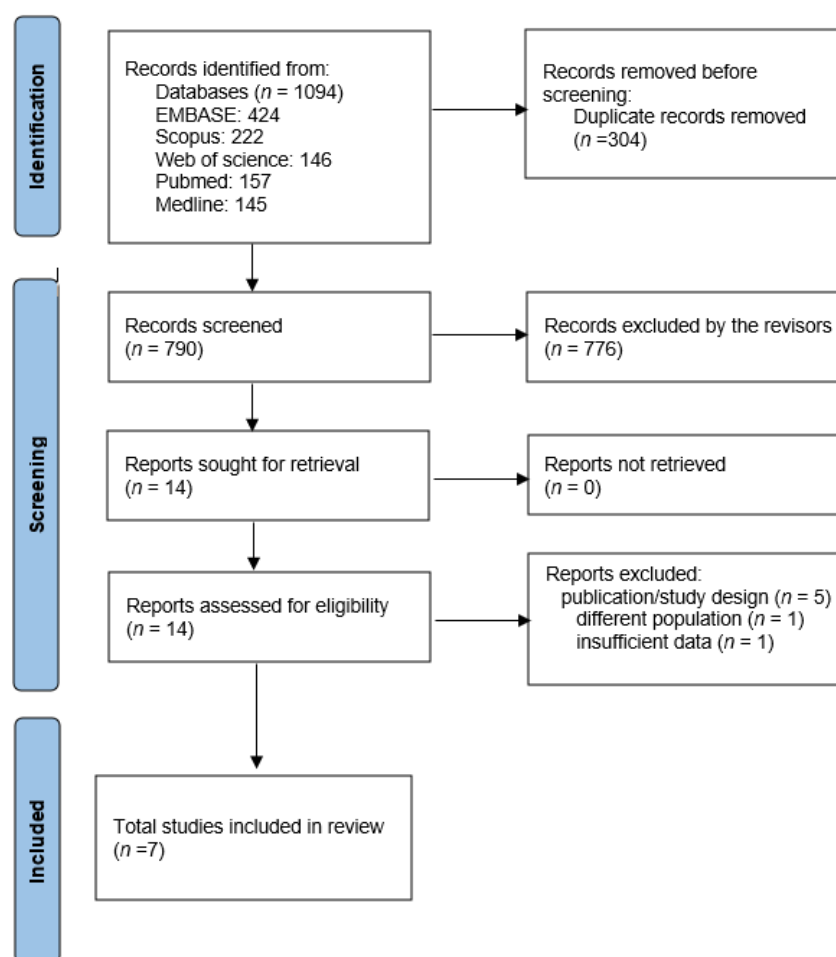 Identification
Records identified from:
Databases (n = 1094)
EMBASE: 424
Scopus: 222
Web of science: 146
Pubmed: 157
Medline: 145
Records removed before
screening:
Duplicate records removed
(n =304)
Screening
Records screened
(n = 790)
Records excluded by the revisors
(n = 776)
Reports sought for retrieval
(n = 14)
Reports not retrieved
(n = 0)
Reports assessed for eligibility
(n = 14)
Reports excluded:
publication/study design (n = 5)
different population (n = 1)
insufficient data (n = 1)
Included
Total studies included in review
(n =7)